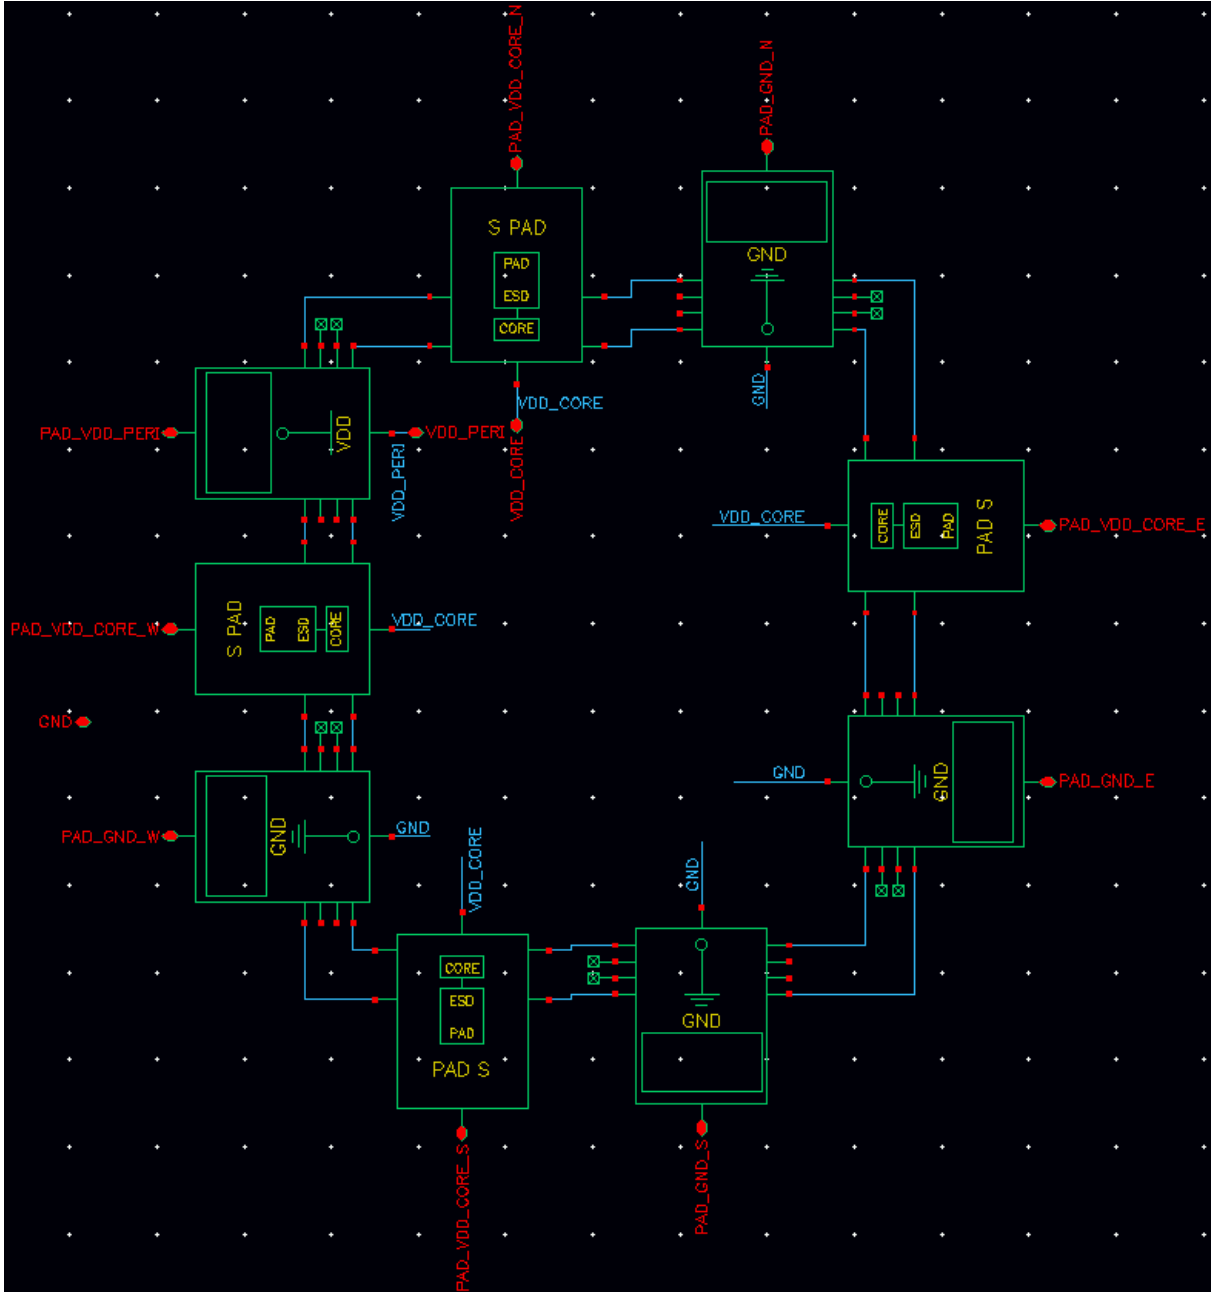 PAD_VDD_CORE_N
PAD_GND_N
S PAD
PAD
ESD
CORE
GND
VDD_CORE
VDD_CORE
GND
PAD_VDD_PERI
VDD
VDD_PERI
VDD_PERI
VDD_CORE
CORE
ESD
PAD
PAD S
PAD_VDD_CORE_E
PAD_VDD_CORE_W
S PAD
PAD
ESD
CORE
VDD_CORE
GND
GND
GND
PAD_GND_E
PAD_GND_W
GND
GND
VDD_CORE
GND
CORE
ESD
PAD
PAD S
GND
PAD_VDD_CORE_S
PAD_GND_S